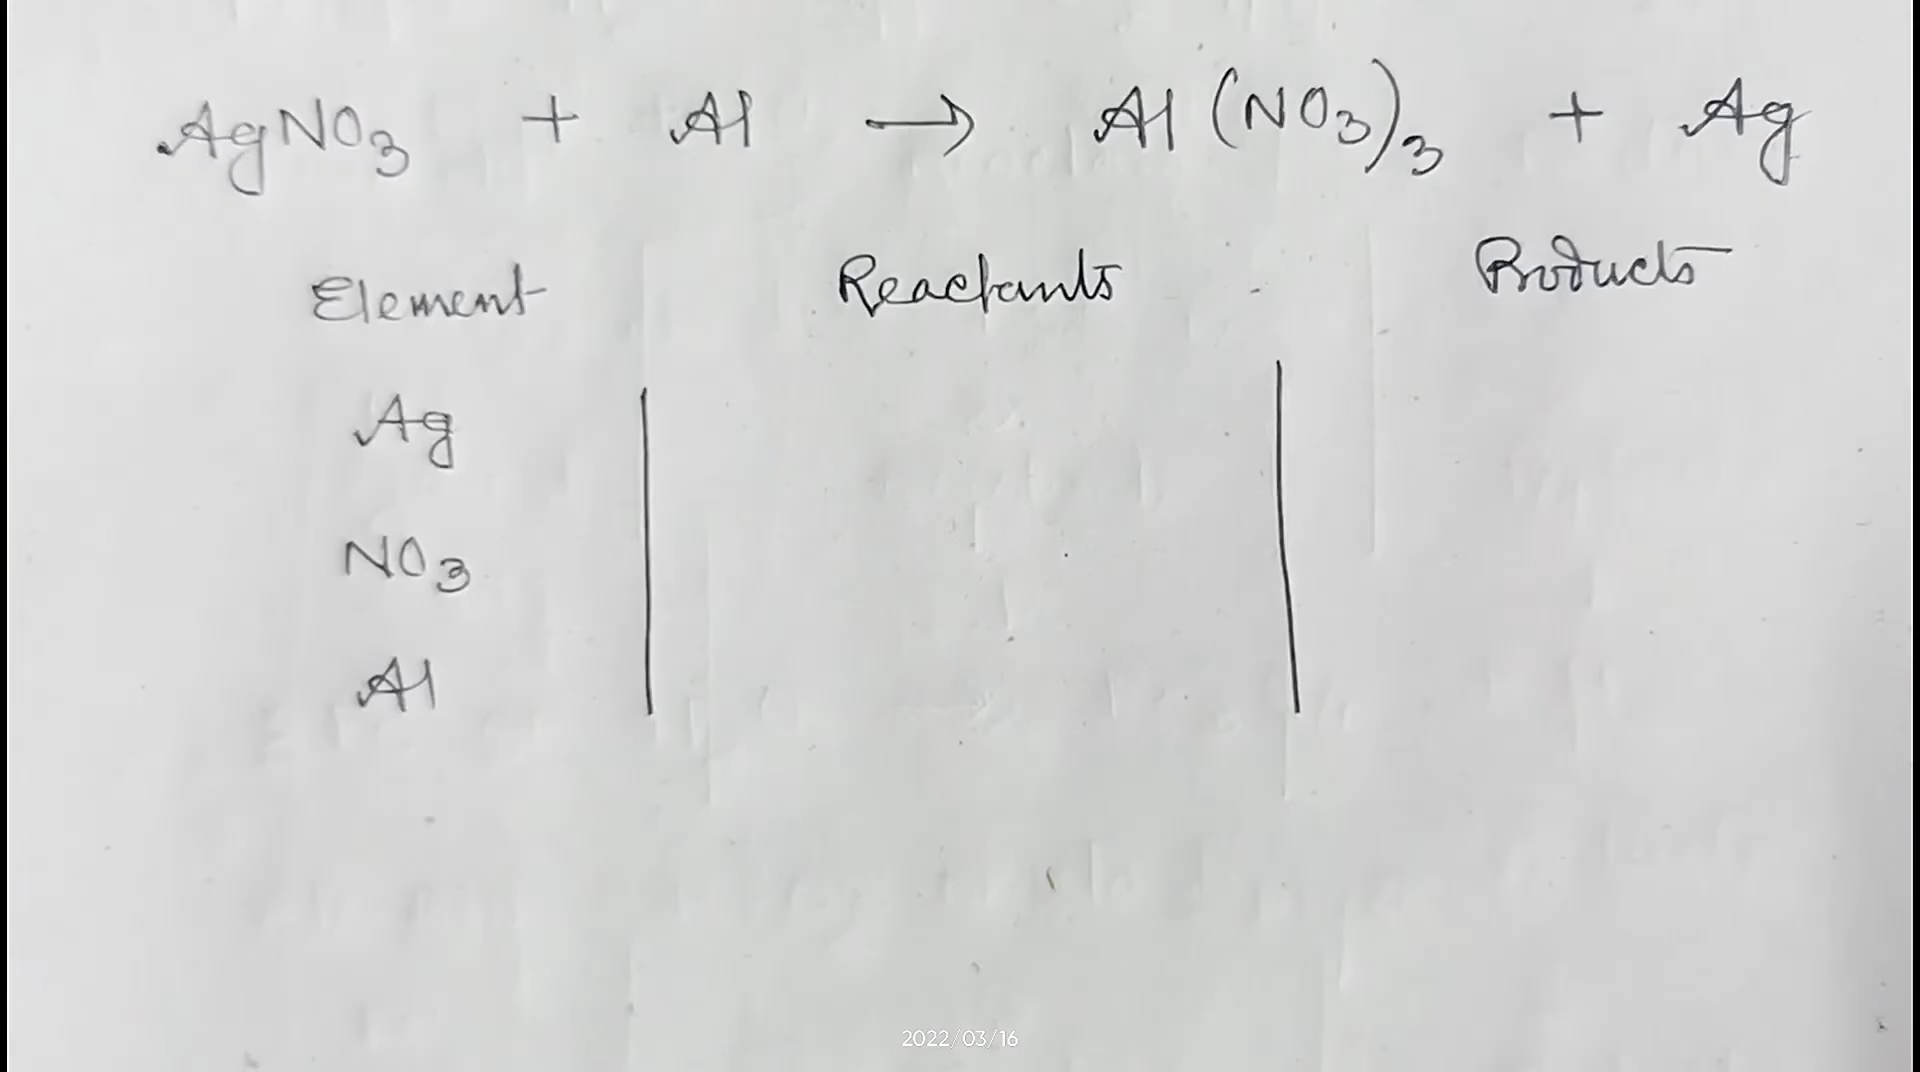 AgNO3 + Al → Al(NO3)3 + Ag
Element Reactants Products
Ag
NO3
Al
2022/03/16